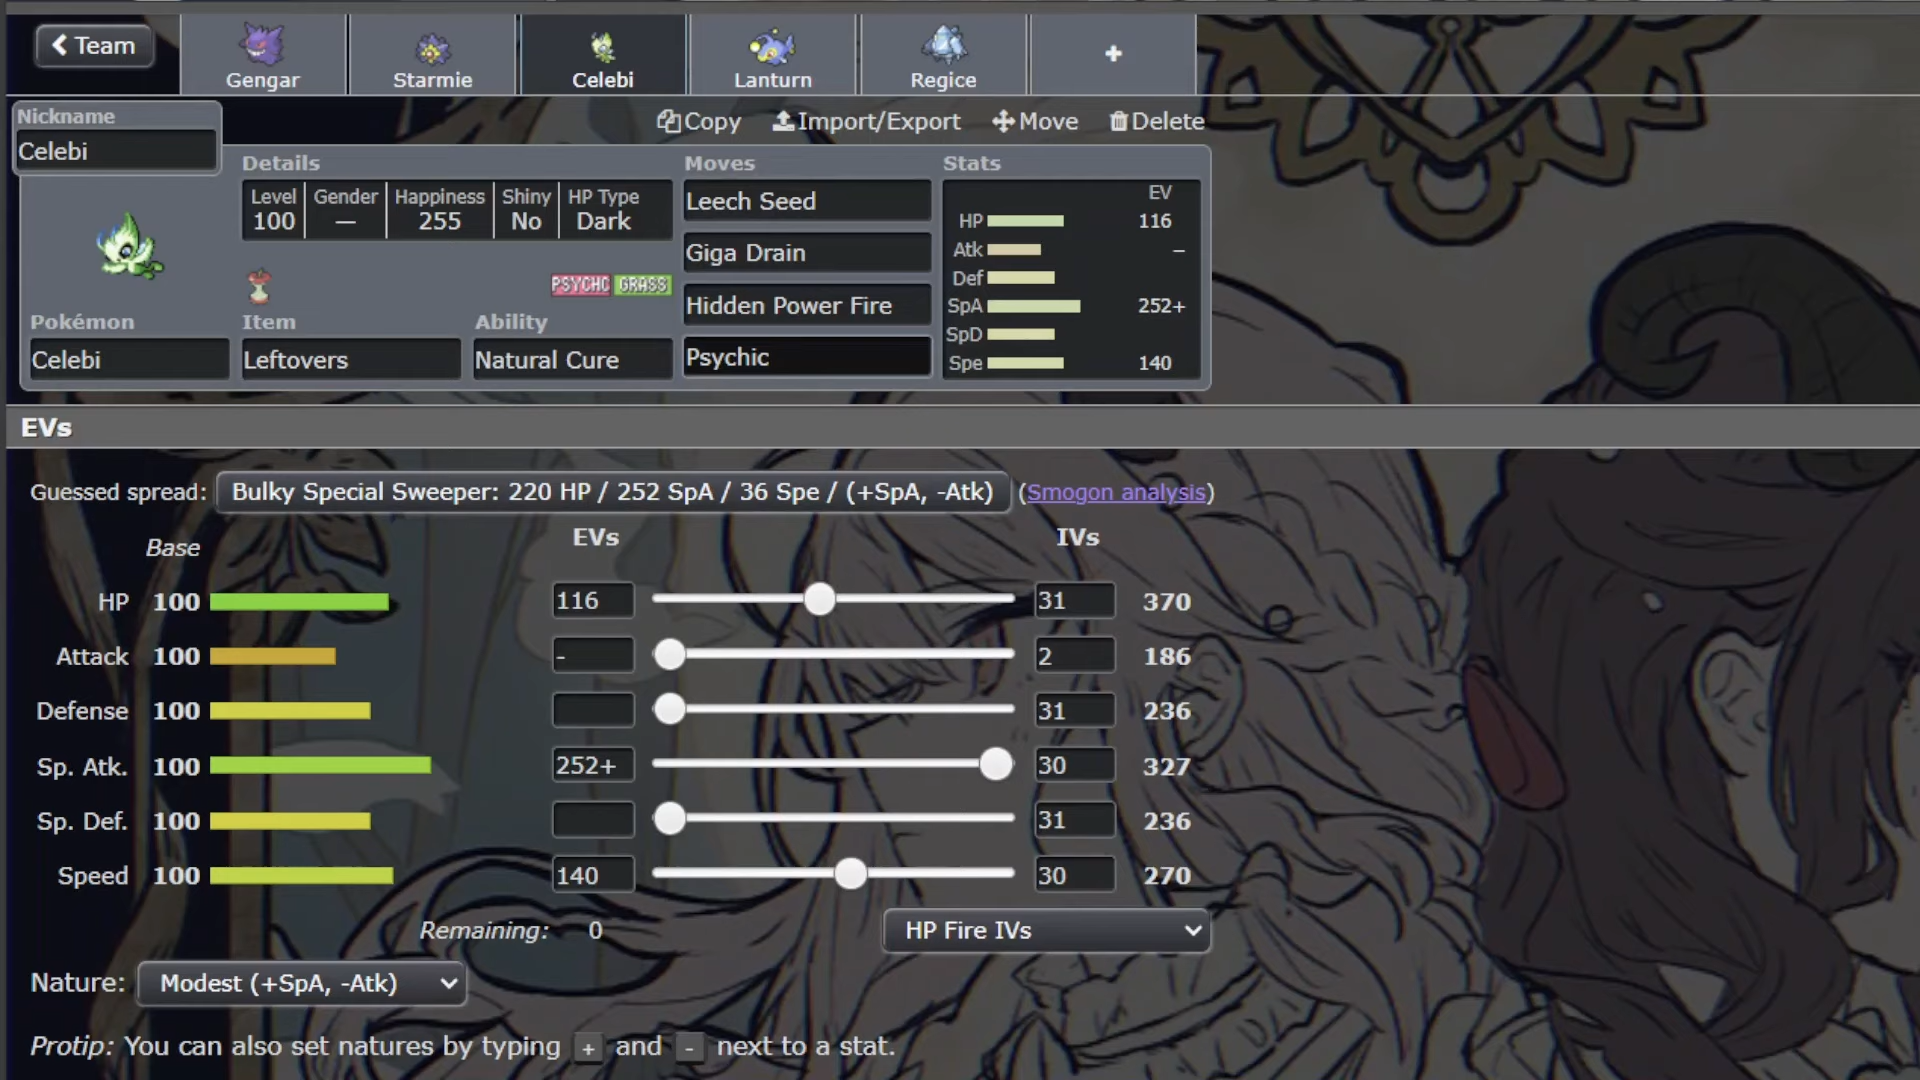 Team
Gengar
Starmie
Celebi
Lanturn
Regice
+
Nickname
Celebi
Copy
Import/Export
Move
Delete
Details
Level
100
Gender
—
Happiness
255
Shiny
No
HP Type
Dark
PSYCHC GRASS
Pokémon
Celebi
Item
Leftovers
Ability
Natural Cure
Moves
Leech Seed
Giga Drain
Hidden Power Fire
Psychic
Stats
EV
HP 116
Atk –
Def
SpA 252+
SpD
Spe 140
EVs
Guessed spread: Bulky Special Sweeper: 220 HP / 252 SpA / 36 Spe / (+SpA, -Atk) (Smogon analysis)
Base EVs IVs
HP 100 116 31 370
Attack 100 - 2 186
Defense 100 31 236
Sp. Atk. 100 252+ 30 327
Sp. Def. 100 31 236
Speed 100 140 30 270
Remaining: 0 HP Fire IVs
Nature: Modest (+SpA, -Atk)
Protip: You can also set natures by typing + and - next to a stat.